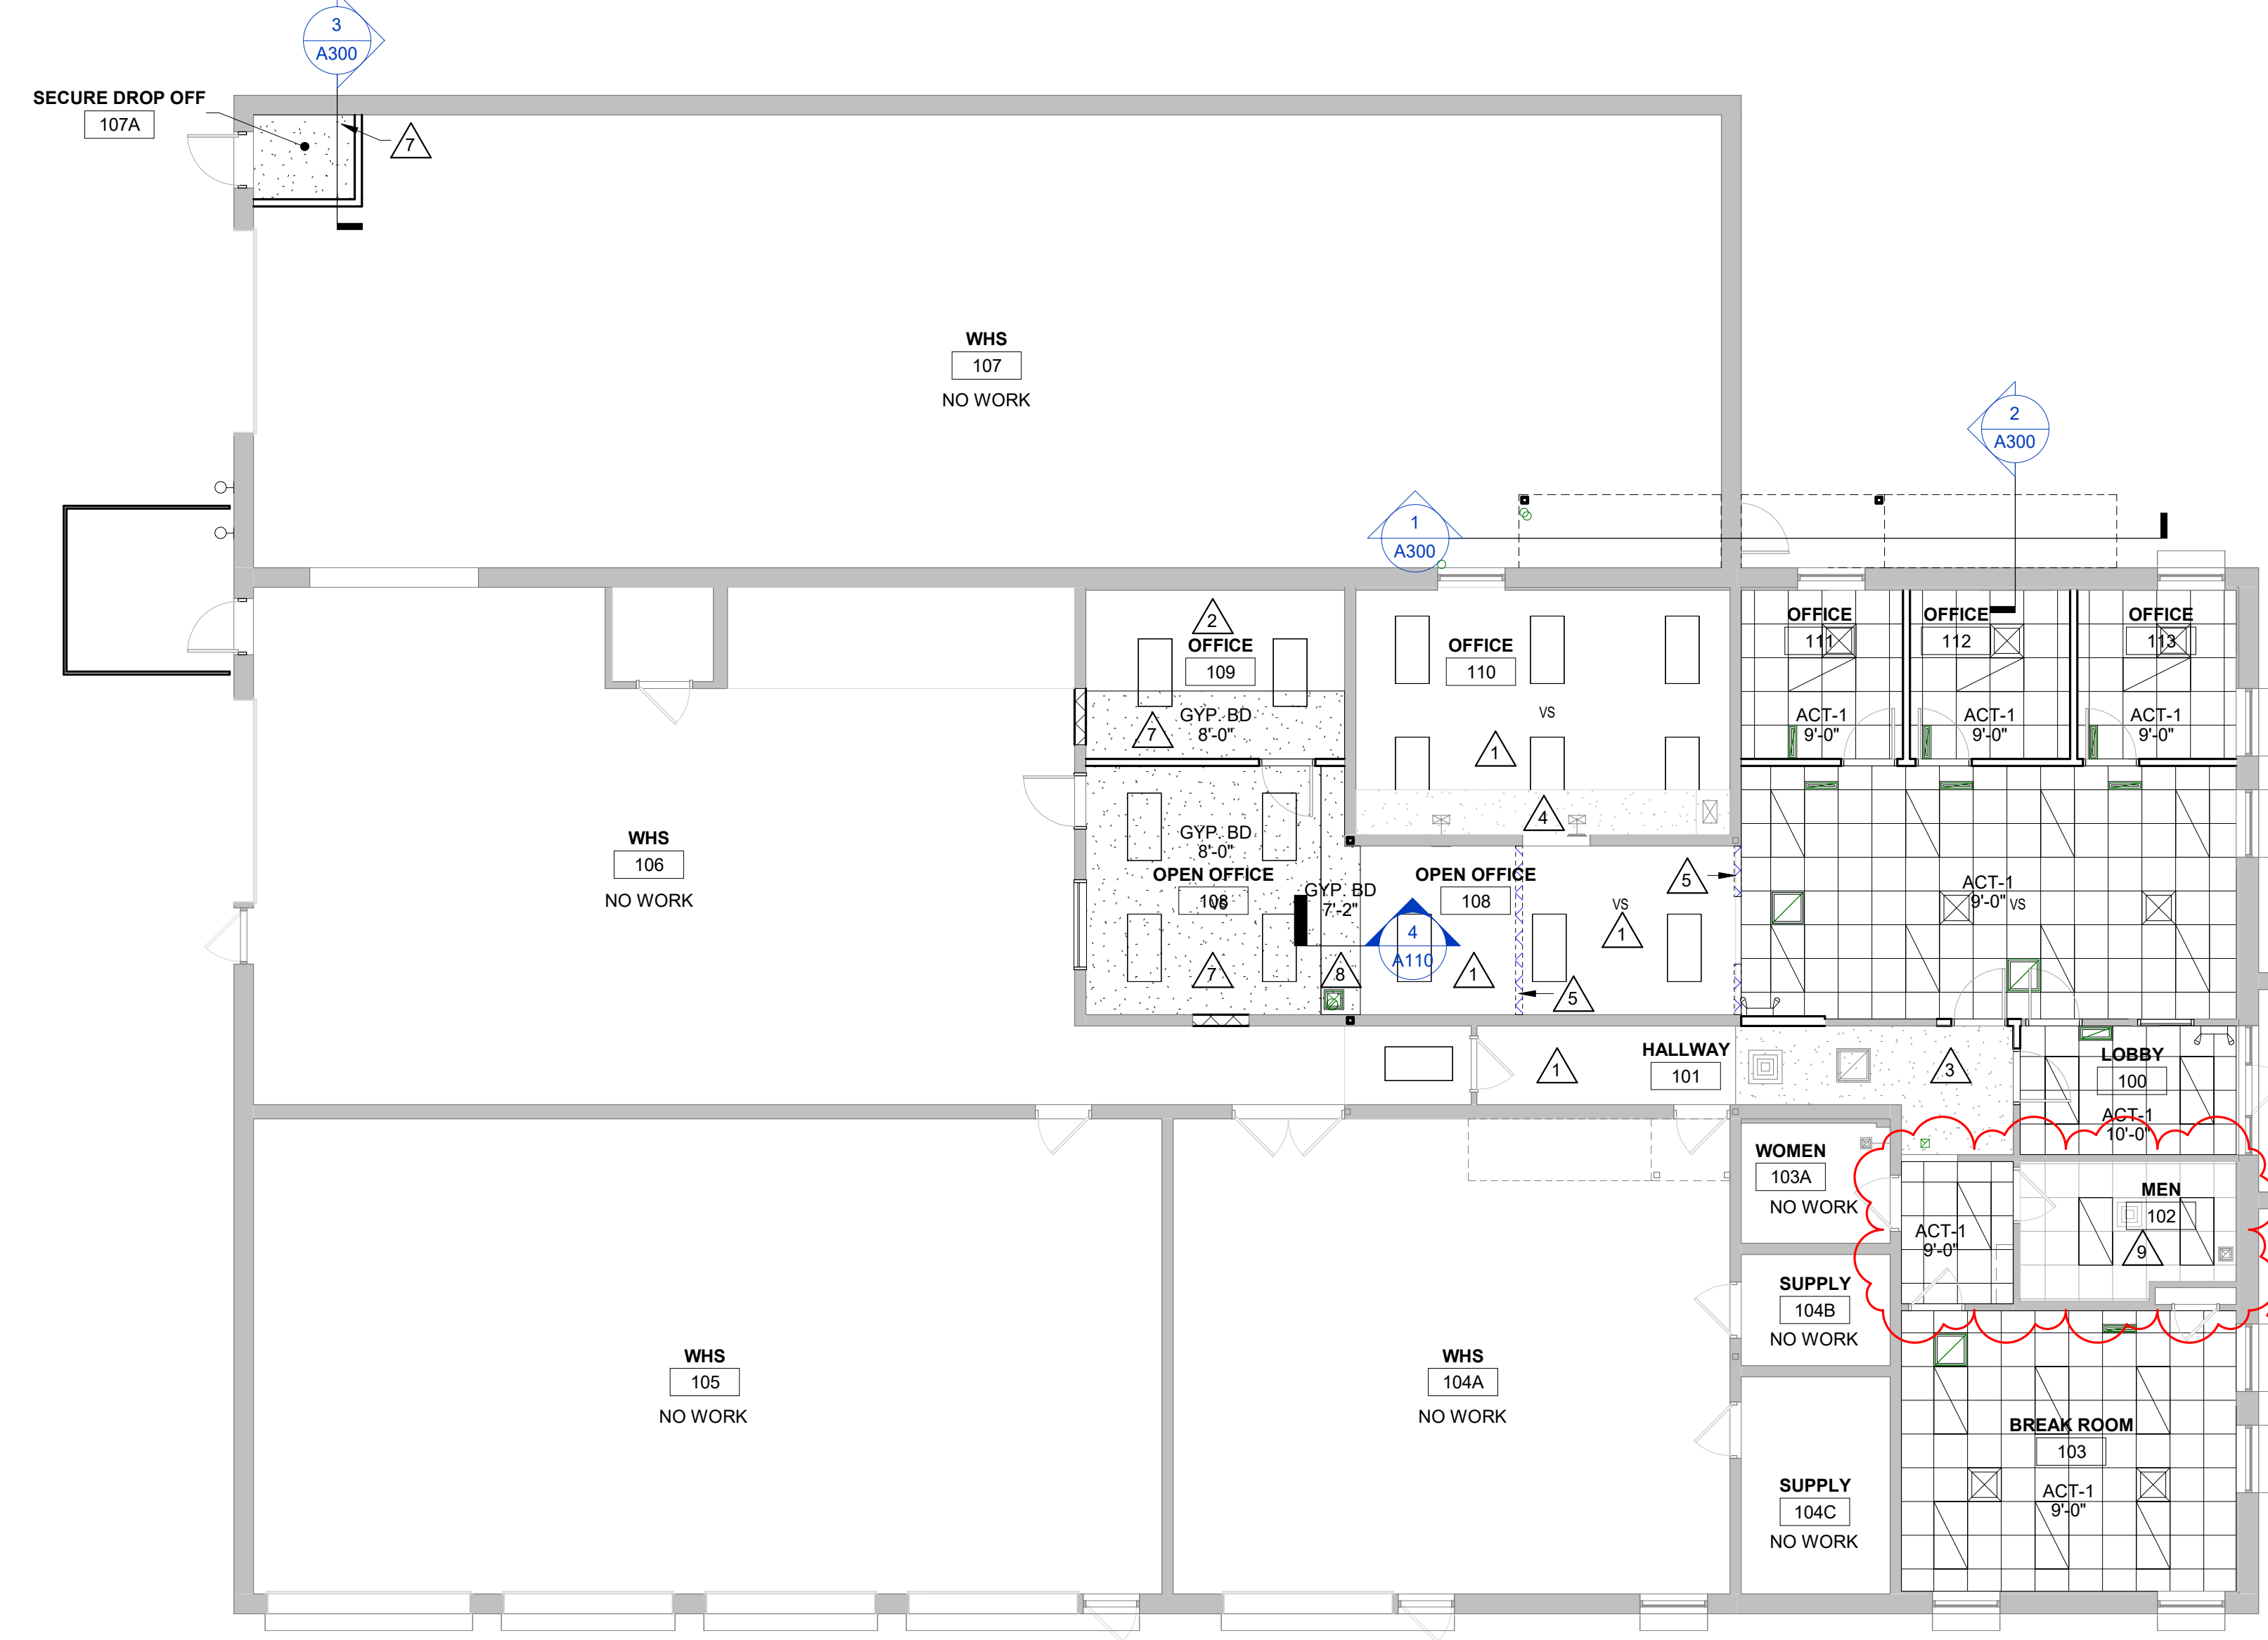 3
A300
SECURE DROP OFF
107A
7
WHS
107
NO WORK
2
A300
1
A300
2
OFFICE
109
GYP. BD
8'-0"
7
OFFICE
110
VS
1
4
OFFICE
111
ACT-1
9'-0"
OFFICE
112
ACT-1
9'-0"
OFFICE
113
ACT-1
9'-0"
WHS
106
NO WORK
GYP. BD
8'-0"
OPEN OFFICE
108
VS
7
GYP. BD
7'-2"
8
OPEN OFFICE
108
4
A110
1
5
VS
1
5
ACT-1
9'-0"
VS
HALLWAY
101
1
3
LOBBY
100
ACT-1
10'-0"
WOMEN
103A
NO WORK
ACT-1
9'-0"
MEN
102
9
SUPPLY
104B
NO WORK
WHS
105
NO WORK
WHS
104A
NO WORK
SUPPLY
104C
NO WORK
BREAK ROOM
103
ACT-1
9'-0"